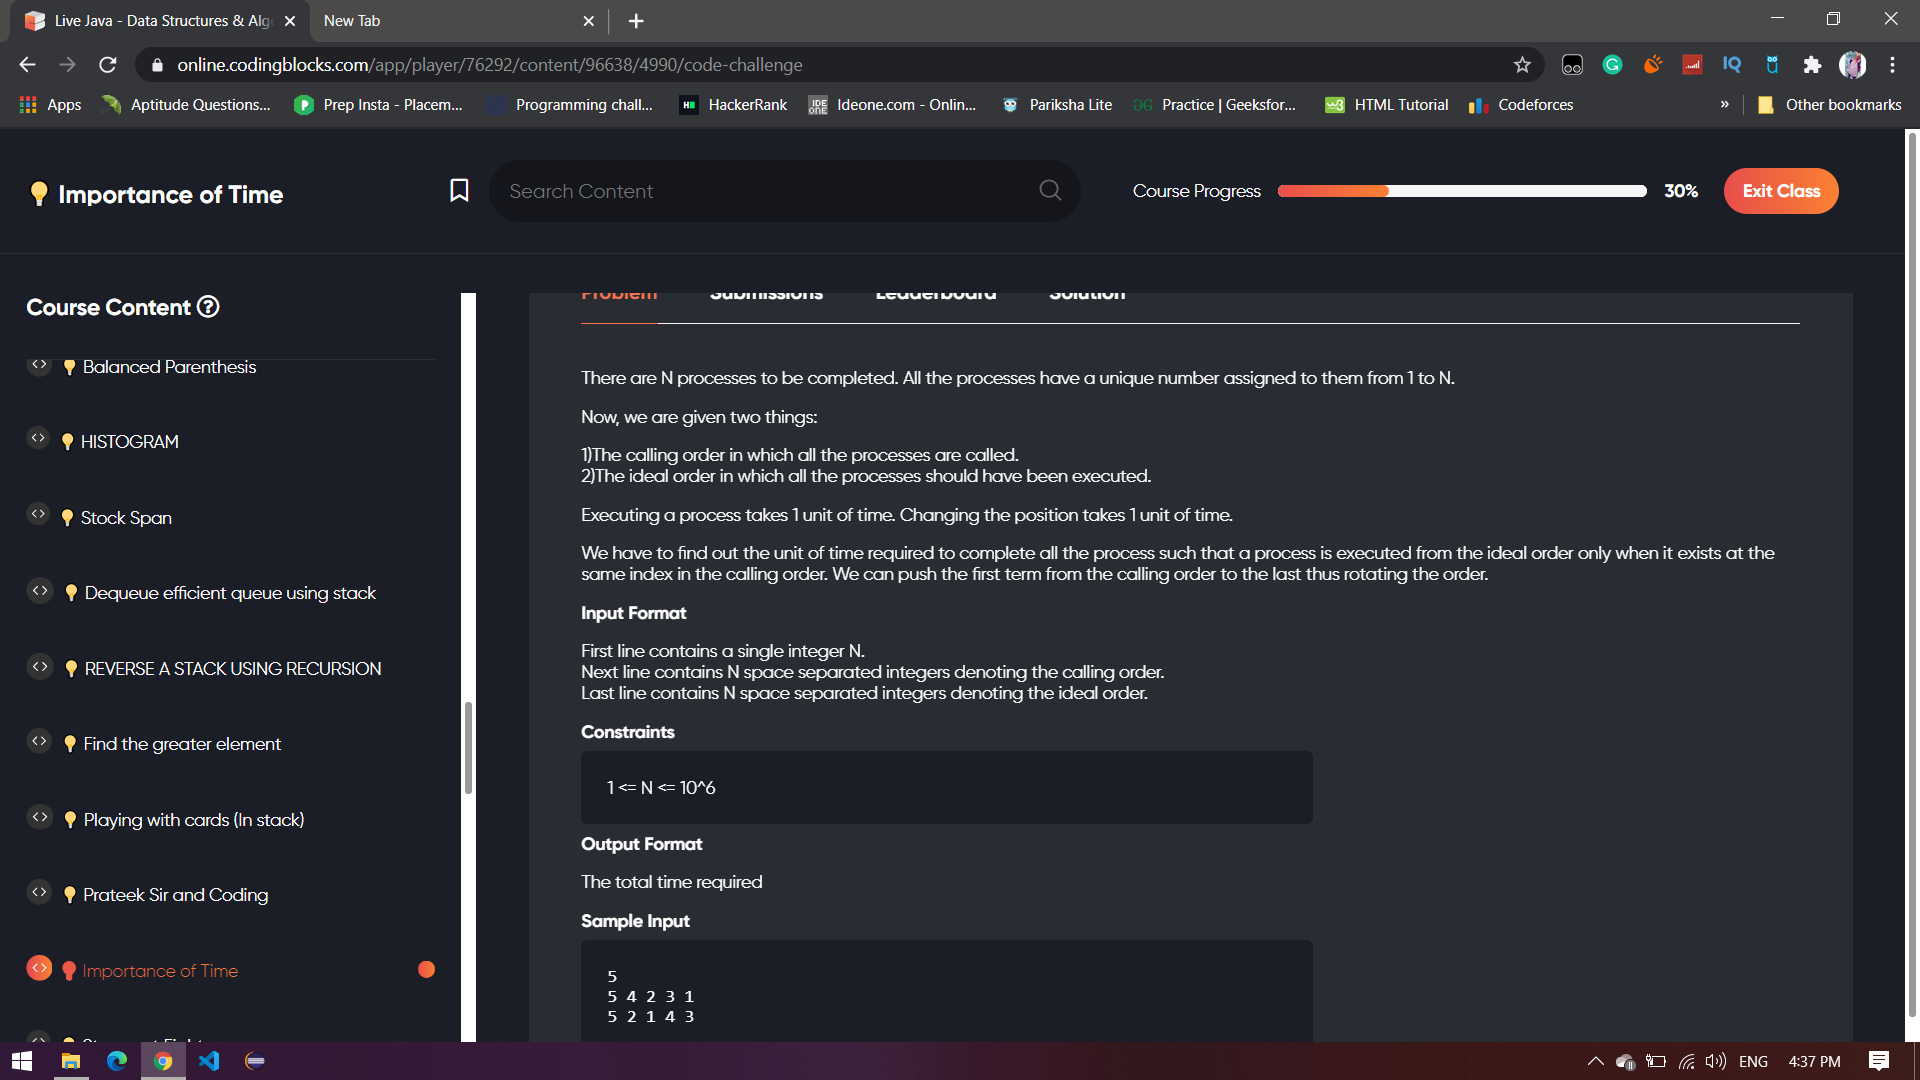 Live Java - Data Structures & Algo
New Tab
online.codingblocks.com/app/player/76292/content/96638/4990/code-challenge
IQ
Apps
Aptitude Questions...
Prep Insta - Placem...
Programming chall...
HackerRank
IDE ONE
Ideone.com - Onlin...
Pariksha Lite
Practice | Geeksfor...
HTML Tutorial
Codeforces
»
Other bookmarks
Importance of Time
Search Content
Course Progress
30%
Exit Class
Course Content
Problem Submissions Leaderboard Solution
Balanced Parenthesis
HISTOGRAM
Stock Span
Dequeue efficient queue using stack
REVERSE A STACK USING RECURSION
Find the greater element
Playing with cards (In stack)
Prateek Sir and Coding
Importance of Time
There are N processes to be completed. All the processes have a unique number assigned to them from 1 to N.
Now, we are given two things:
1)The calling order in which all the processes are called.
2)The ideal order in which all the processes should have been executed.
Executing a process takes 1 unit of time. Changing the position takes 1 unit of time.
We have to find out the unit of time required to complete all the process such that a process is executed from the ideal order only when it exists at the
same index in the calling order. We can push the first term from the calling order to the last thus rotating the order.
Input Format
First line contains a single integer N.
Next line contains N space separated integers denoting the calling order.
Last line contains N space separated integers denoting the ideal order.
Constraints
1 <= N <= 10^6
Output Format
The total time required
Sample Input
5
5 4 2 3 1
5 2 1 4 3
ENG
4:37 PM